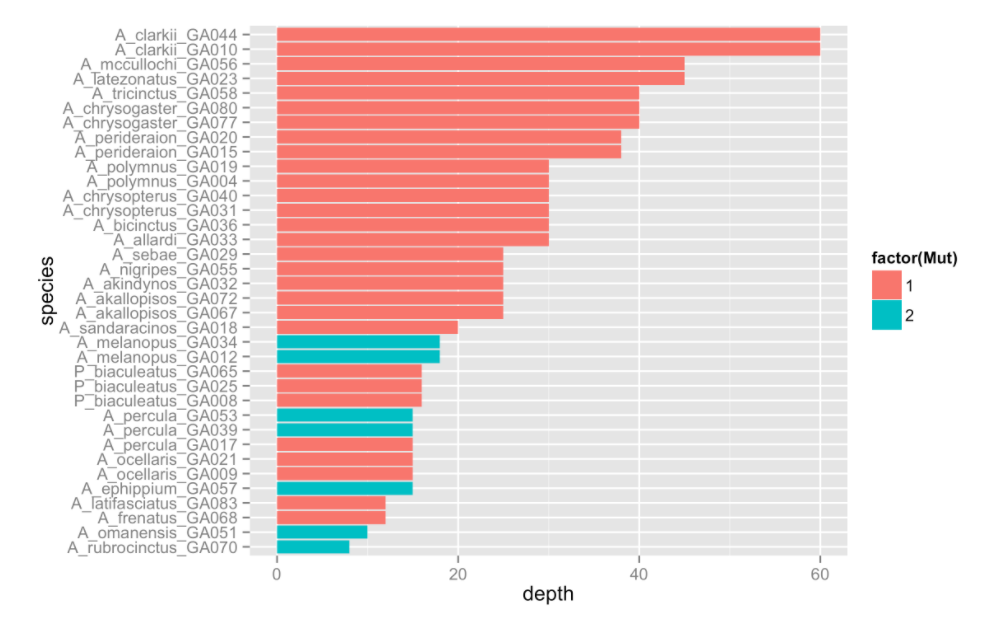 A_clarkii_GA044
A_clarkii_GA010
A_mccullochi_GA056
A_latezonatus_GA023
A_tricinctus_GA058
A_chrysogaster_GA080
A_chrysogaster_GA077
A_perideraion_GA020
A_perideraion_GA015
A_polymnus_GA019
A_polymnus_GA004
A_chrysopterus_GA040
A_chrysopterus_GA031
A_bicinctus_GA036
A_allardi_GA033
A_sebae_GA029
A_nigripes_GA055
A_akindynos_GA032
A_akallopisos_GA072
A_akallopisos_GA067
A_sandaracinos_GA018
A_melanopus_GA034
A_melanopus_GA012
P_biaculeatus_GA065
P_biaculeatus_GA025
P_biaculeatus_GA008
A_percula_GA053
A_percula_GA039
A_percula_GA017
A_ocellaris_GA021
A_ocellaris_GA009
A_ephippium_GA057
A_latifasciatus_GA083
A_frenatus_GA068
A_omanensis_GA051
A_rubrocinctus_GA070
species
0 20 40 60
depth
factor(Mut)
1
2